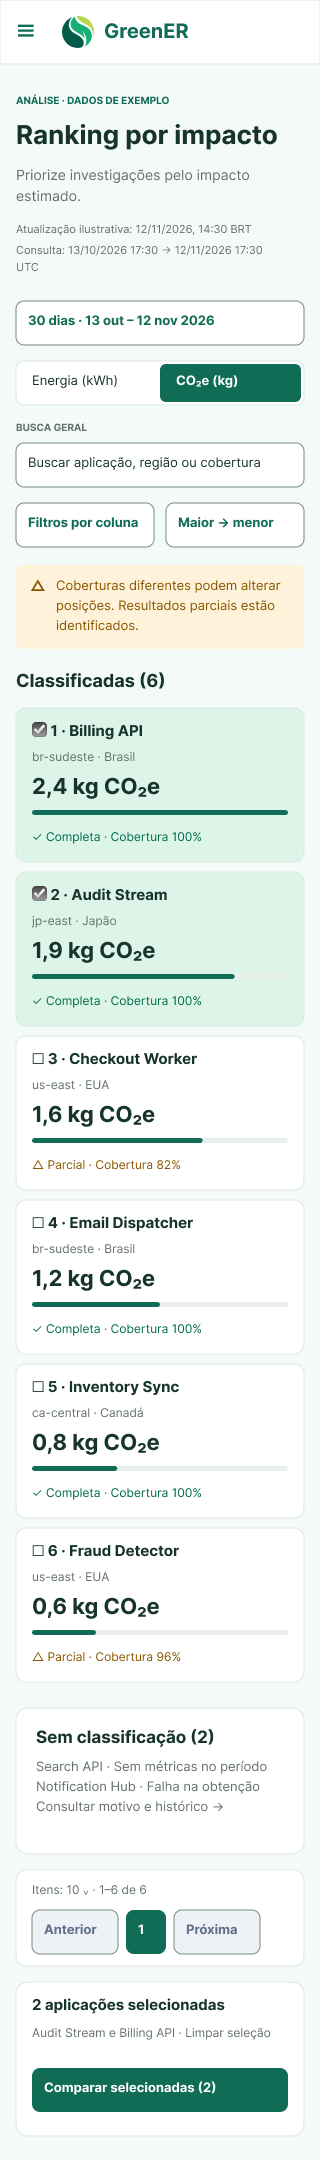 GreenER
ANÁLISE · DADOS DE EXEMPLO
Ranking por impacto
Priorize investigações pelo impacto
estimado.
Atualização ilustrativa: 12/11/2026, 14:30 BRT
Consulta: 13/10/2026 17:30 → 12/11/2026 17:30
UTC
30 dias · 13 out – 12 nov 2026
Energia (kWh)
CO₂e (kg)
BUSCA GERAL
Buscar aplicação, região ou cobertura
Filtros por coluna
Maior → menor
△ Coberturas diferentes podem alterar
posições. Resultados parciais estão
identificados.
Classificadas (6)
☑ 1 · Billing API
br-sudeste · Brasil
2,4 kg CO₂e
✓ Completa · Cobertura 100%
☑ 2 · Audit Stream
jp-east · Japão
1,9 kg CO₂e
✓ Completa · Cobertura 100%
☐ 3 · Checkout Worker
us-east · EUA
1,6 kg CO₂e
△ Parcial · Cobertura 82%
☐ 4 · Email Dispatcher
br-sudeste · Brasil
1,2 kg CO₂e
✓ Completa · Cobertura 100%
☐ 5 · Inventory Sync
ca-central · Canadá
0,8 kg CO₂e
✓ Completa · Cobertura 100%
☐ 6 · Fraud Detector
us-east · EUA
0,6 kg CO₂e
△ Parcial · Cobertura 96%
Sem classificação (2)
Search API · Sem métricas no período
Notification Hub · Falha na obtenção
Consultar motivo e histórico →
Itens: 10 ᵥ · 1–6 de 6
Anterior
1
Próxima
2 aplicações selecionadas
Audit Stream e Billing API · Limpar seleção
Comparar selecionadas (2)